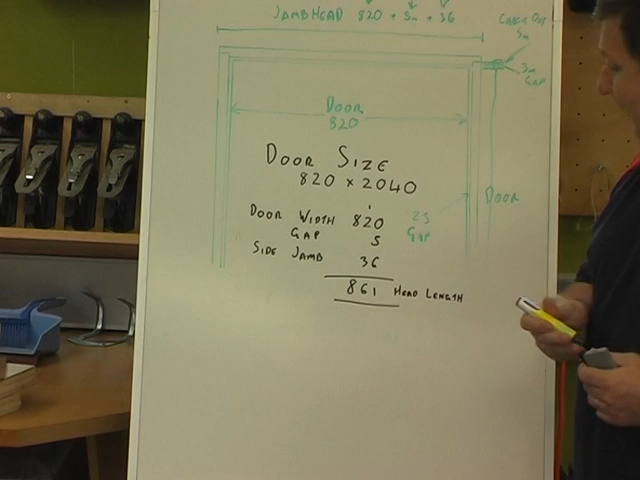 JAMB HEAD 820 + 5m + 36
CHECK OUT
5m
3m
GAP
DOOR
820
DOOR SIZE
820 x 2040
DOOR
DOOR WIDTH 820
GAP 5
SIDE JAMB 36
2.5
GAP
861 HEAD LENGTH